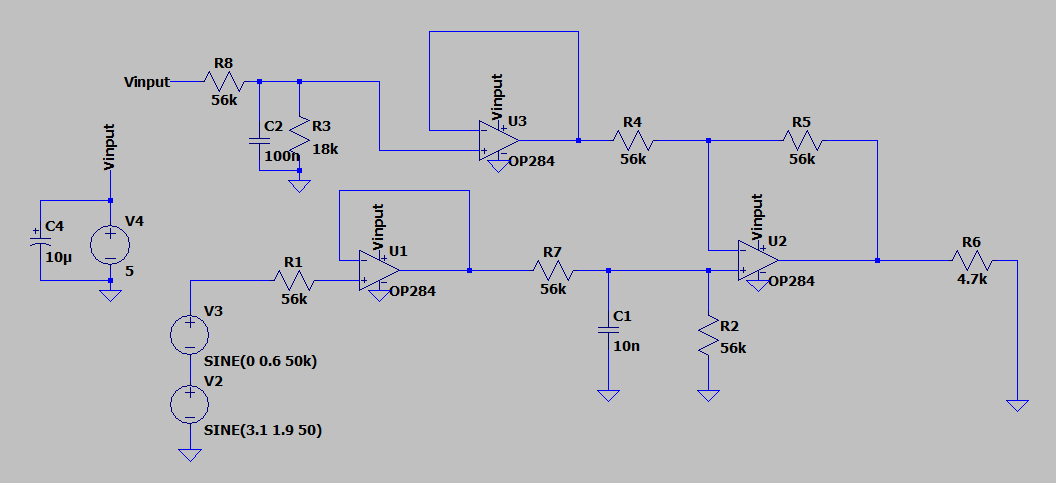 R8
Vinput
56k
C2
100n
R3
18k
Vinput
U3
OP284
R4
56k
R5
56k
Vinput
C4
10µ
V4
5
R1
56k
Vinput
U1
OP284
R7
56k
C1
10n
R2
56k
Vinput
U2
OP284
R6
4.7k
V3
SINE(0 0.6 50k)
V2
SINE(3.1 1.9 50)